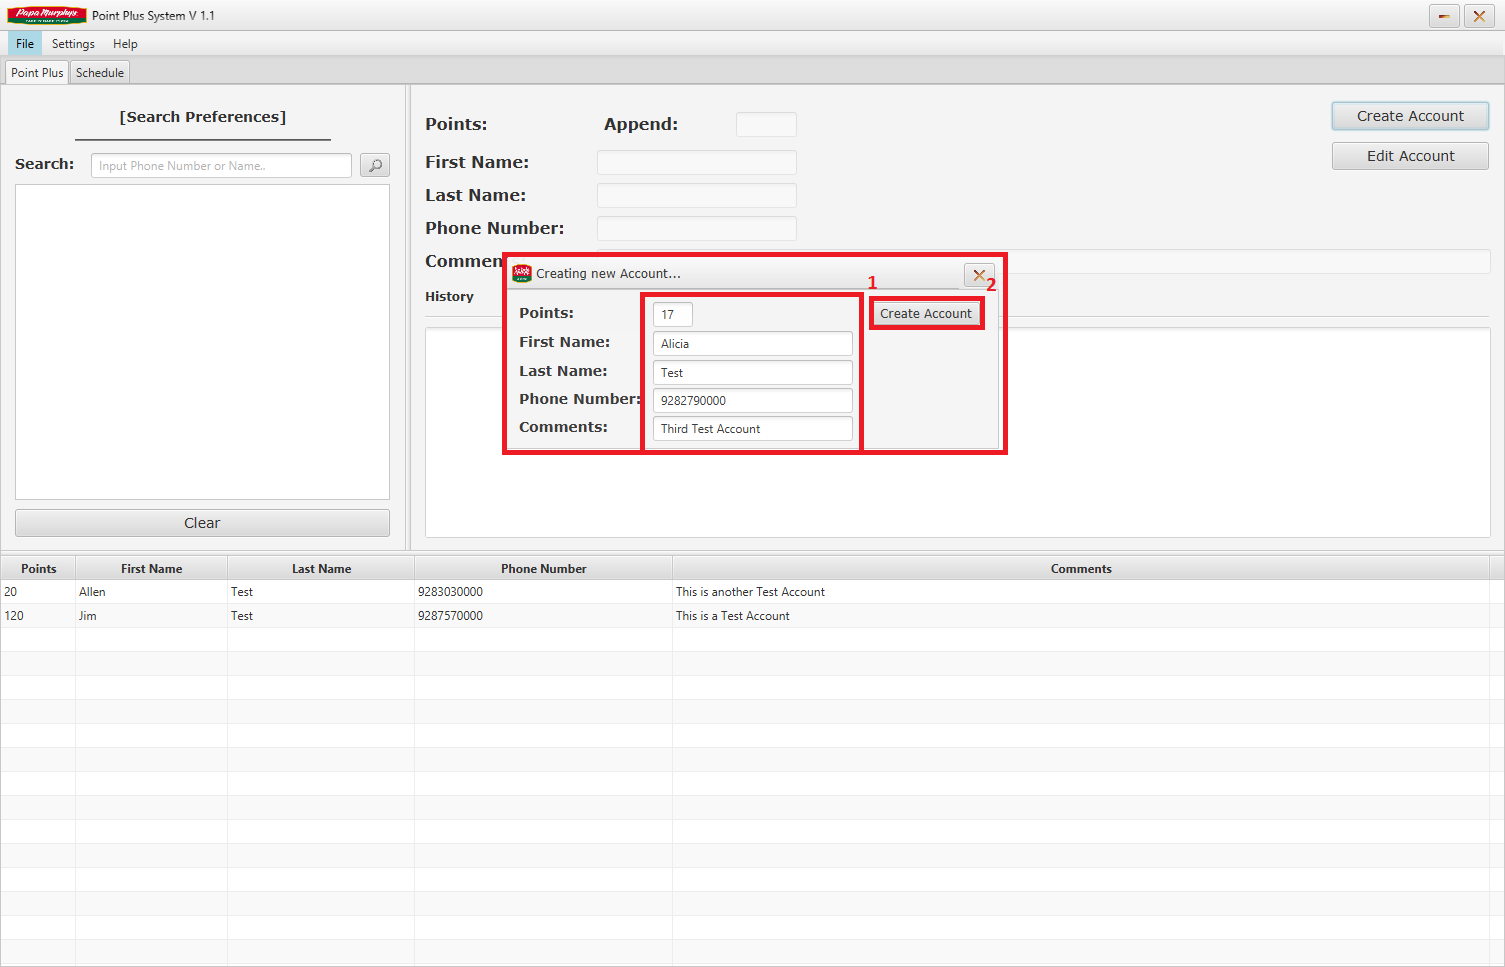 Papa Murphy's
Point Plus System V 1.1
File Settings Help
Point Plus Schedule
[Search Preferences]
Search: Input Phone Number or Name..
Clear
Points: Append:
First Name:
Last Name:
Phone Number:
Commen
History
Create Account
Edit Account
Creating new Account...
1
2
Points: 17
First Name: Alicia
Last Name: Test
Phone Number: 9282790000
Comments: Third Test Account
Create Account
Points First Name Last Name Phone Number Comments
20 Allen Test 9283030000 This is another Test Account
120 Jim Test 9287570000 This is a Test Account